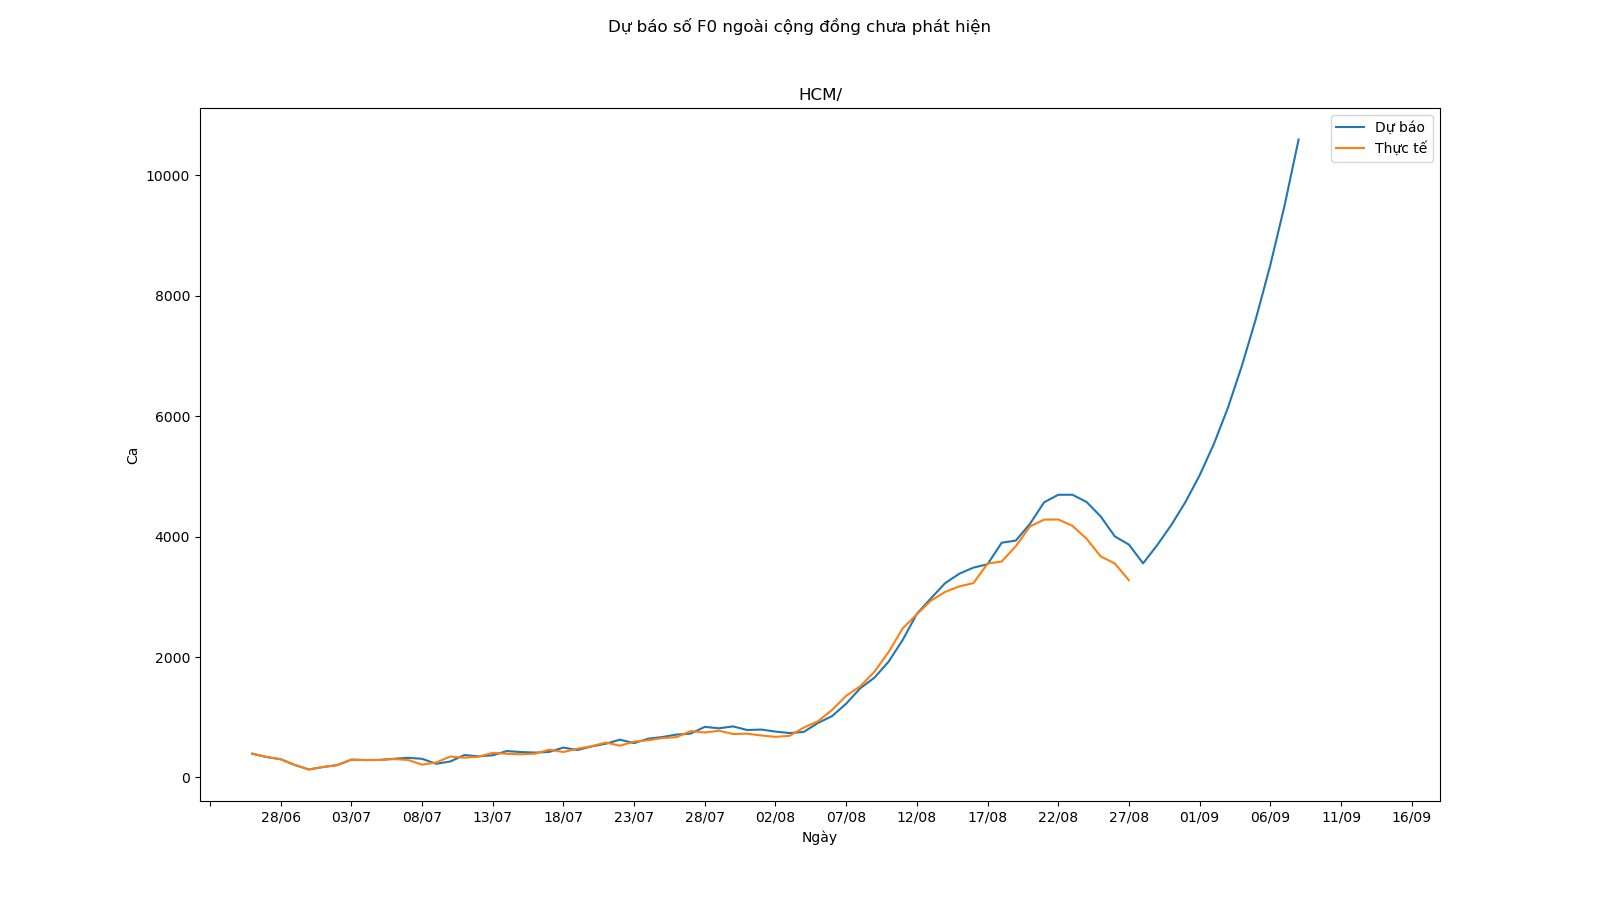 Dự báo số F0 ngoài cộng đồng chưa phát hiện
HCM/
Dự báo
Thực tế
10000
8000
6000
4000
2000
0
Ca
28/06 03/07 08/07 13/07 18/07 23/07 28/07 02/08 07/08 12/08 17/08 22/08 27/08 01/09 06/09 11/09 16/09
Ngày